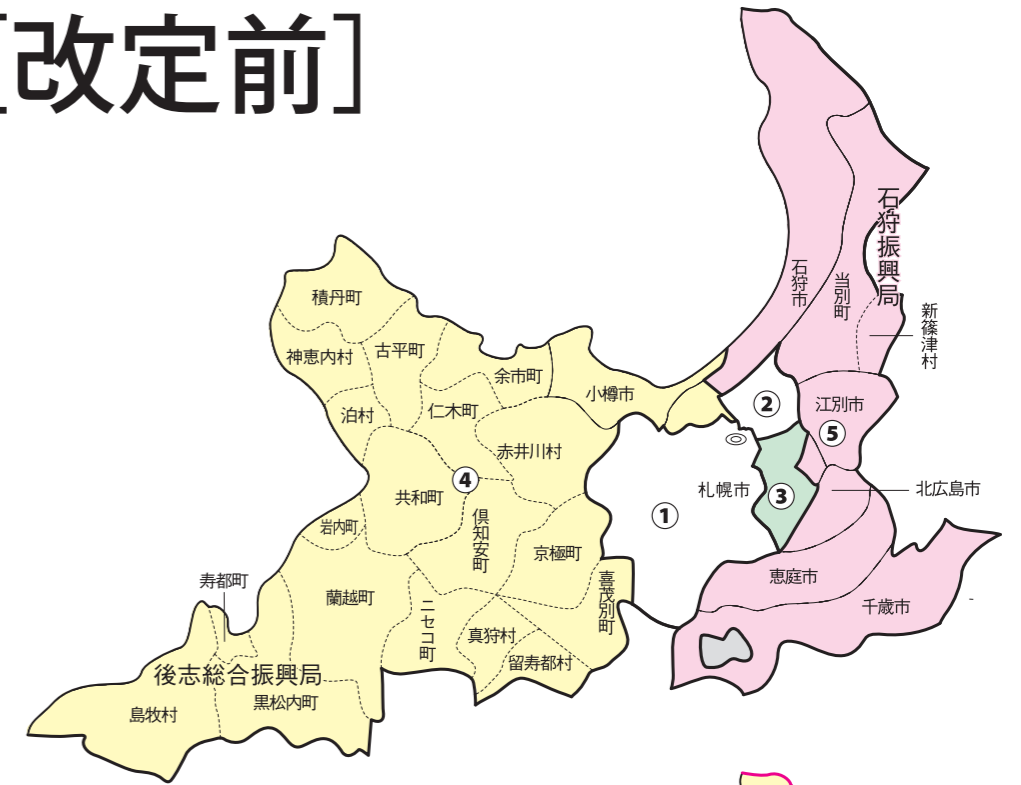 ［改定前］
石狩振興局
石狩市
当別町
新篠津村
積丹町
神恵内村
古平町
余市町
小樽市
②
江別市
⑤
泊村
仁木町
赤井川村
④
共和町
札幌市
③
北広島市
①
岩内町
倶知安町
京極町
恵庭市
寿都町
蘭越町
ニセコ町
喜茂別町
千歳市
真狩村
留寿都村
後志総合振興局
島牧村
黒松内町